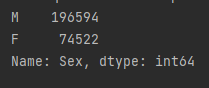 M    196594
F     74522
Name: Sex, dtype: int64